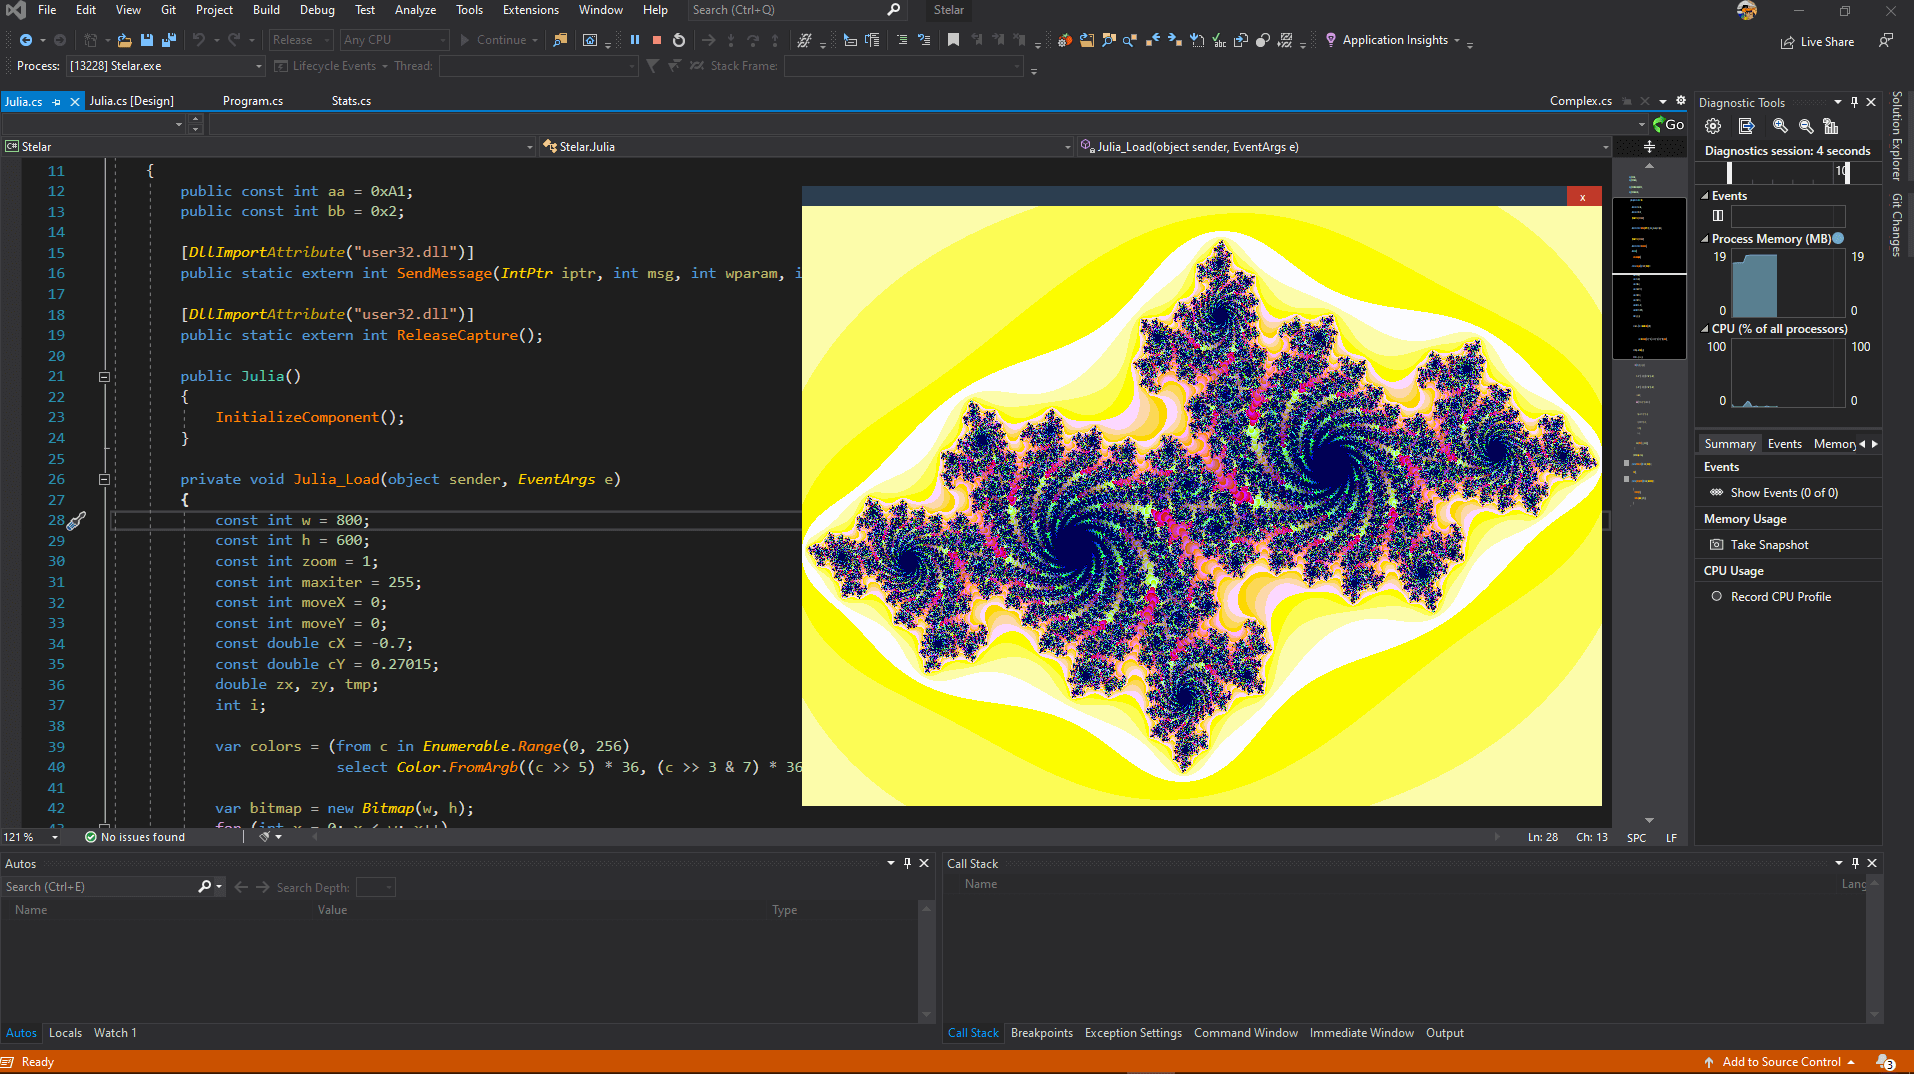 File Edit View Git Project Build Debug Test Analyze Tools Extensions Window Help Search (Ctrl+Q) Stelar
Release Any CPU Continue Application Insights Live Share
Process: [13228] Stelar.exe Lifecycle Events Thread: Stack Frame:
Julia.cs Julia.cs [Design] Program.cs Stats.cs Complex.cs
Go
C# Stelar Stelar.Julia Julia_Load(object sender, EventArgs e)
11 {
12 public const int aa = 0xA1;
13 public const int bb = 0x2;
14
15 [DllImportAttribute("user32.dll")]
16 public static extern int SendMessage(IntPtr iptr, int msg, int wparam, i
17
18 [DllImportAttribute("user32.dll")]
19 public static extern int ReleaseCapture();
20
21 public Julia()
22 {
23 InitializeComponent();
24 }
25
26 private void Julia_Load(object sender, EventArgs e)
27 {
28 const int w = 800;
29 const int h = 600;
30 const int zoom = 1;
31 const int maxiter = 255;
32 const int moveX = 0;
33 const int moveY = 0;
34 const double cX = -0.7;
35 const double cY = 0.27015;
36 double zx, zy, tmp;
37 int i;
38
39 var colors = (from c in Enumerable.Range(0, 256)
40 select Color.FromArgb((c >> 5) * 36, (c >> 3 & 7) * 36
41
42 var bitmap = new Bitmap(w, h);
x
121 % No issues found Ln: 28 Ch: 13 SPC LF
Diagnostic Tools
Diagnostics session: 4 seconds
10
Events
Process Memory (MB)
19 19
0 0
CPU (% of all processors)
100 100
0 0
Summary Events Memory
Events
Show Events (0 of 0)
Memory Usage
Take Snapshot
CPU Usage
Record CPU Profile
Solution Explorer
Git Changes
Autos
Search (Ctrl+E) Search Depth:
Name Value Type
Autos Locals Watch 1
Call Stack
Name Lang
Call Stack Breakpoints Exception Settings Command Window Immediate Window Output
Ready Add to Source Control 3